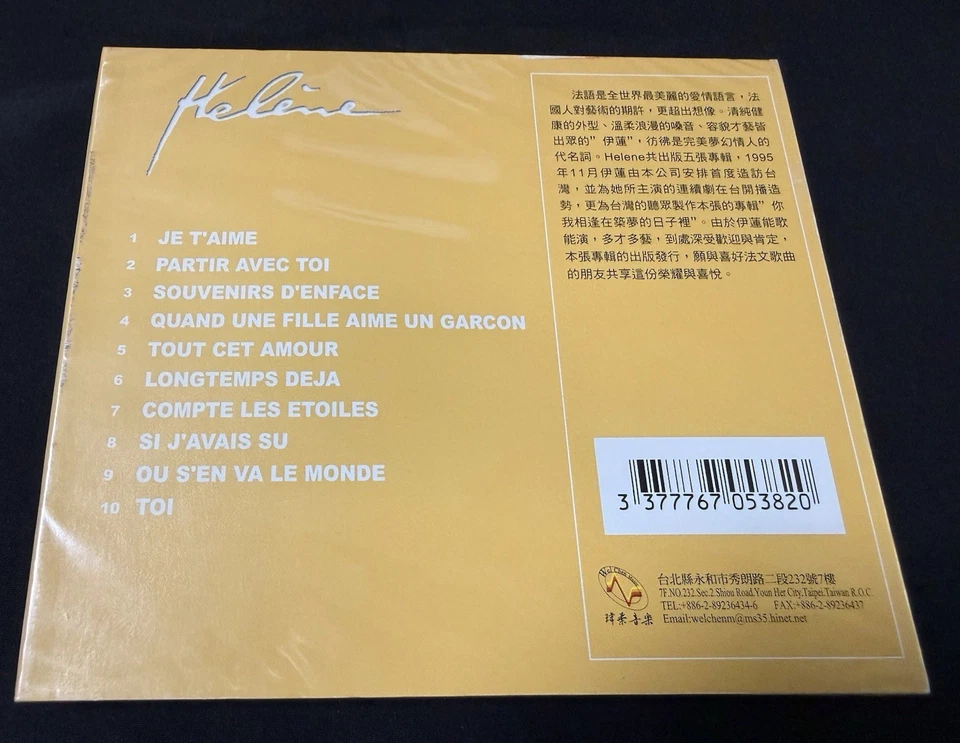 Helène
1 JE T'AIME
2 PARTIR AVEC TOI
3 SOUVENIRS D'ENFACE
4 QUAND UNE FILLE AIME UN GARCON
5 TOUT CET AMOUR
6 LONGTEMPS DEJA
7 COMPTE LES ETOILES
8 SI J'AVAIS SU
9 OU S'EN VA LE MONDE
10 TOI
法語是全世界最美麗的愛情語言，法
國人對藝術的期許，更超出想像。清純健
康的外型、溫柔浪漫的嗓音、容貌才藝皆
出眾的”伊蓮”，彷彿是完美夢幻情人的
代名詞。Helene共出版五張專輯，1995
年11月伊蓮由本公司安排首度造訪台
灣，並為她所主演的連續劇在台開播造
勢，更為台灣的聽眾製作本張的專輯”你
我相逢在築夢的日子裡”。由於伊蓮能歌
能演，多才多藝，到處深受歡迎與肯定，
本張專輯的出版發行，願與喜好法文歌曲
的朋友共享這份榮耀與喜悅。
3 377767 053820
Wel Chen Music
瑋秦音樂
台北縣永和市秀朗路二段232號7樓
7F,NO.232.Sec.2.Shiou Road.Youn Her City,Taipei,Taiwan R.O.C.
TEL:+886-2-89236434-6 FAX:+886-2-89236437
Email:welchenm@ms35.hinet.net